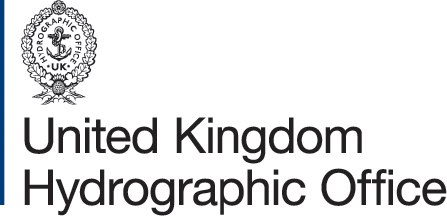 HYDROGRAPHIC OFFICE
• UK •
United Kingdom
Hydrographic Office